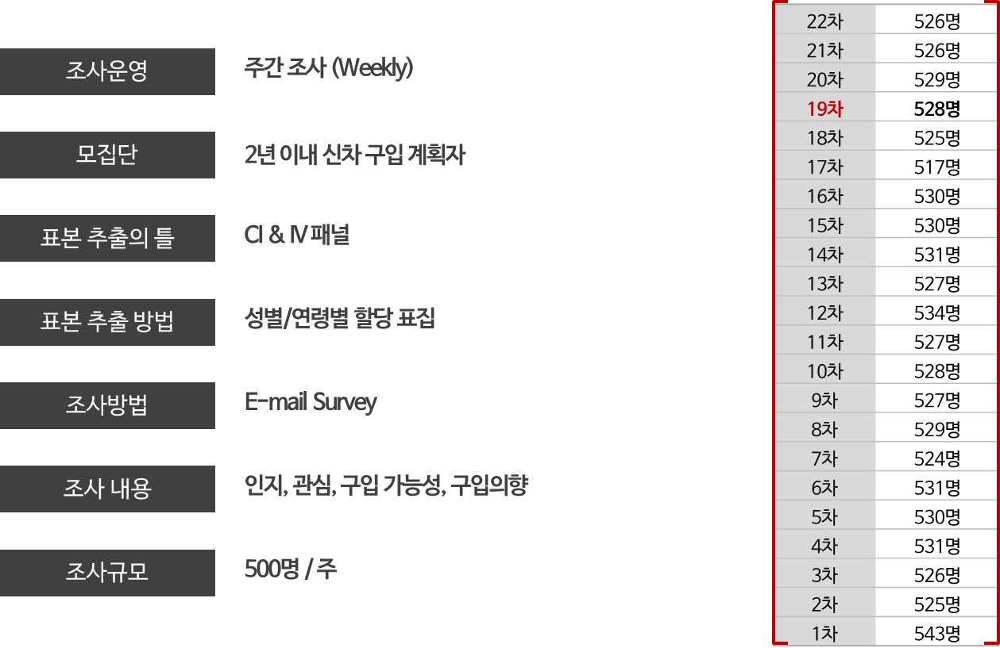 조사운영 주간 조사 (Weekly)
모집단 2년 이내 신차 구입 계획자
표본 추출의 틀 CI & IV 패널
표본 추출 방법 성별/연령별 할당 표집
조사방법 E-mail Survey
조사 내용 인지, 관심, 구입 가능성, 구입의향
조사규모 500명 / 주
22차 526명
21차 526명
20차 529명
19차 528명
18차 525명
17차 517명
16차 530명
15차 530명
14차 531명
13차 527명
12차 534명
11차 527명
10차 528명
9차 527명
8차 529명
7차 524명
6차 531명
5차 530명
4차 531명
3차 526명
2차 525명
1차 543명